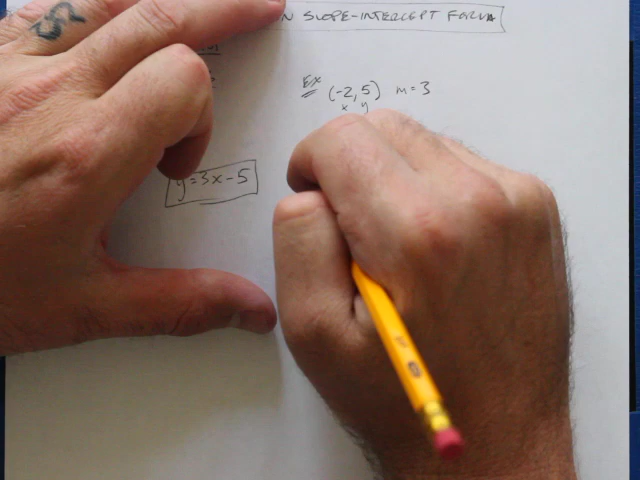 N SLOPE-INTERCEPT FORM
Ex (-2, 5) m = 3
x y
y=3x-5